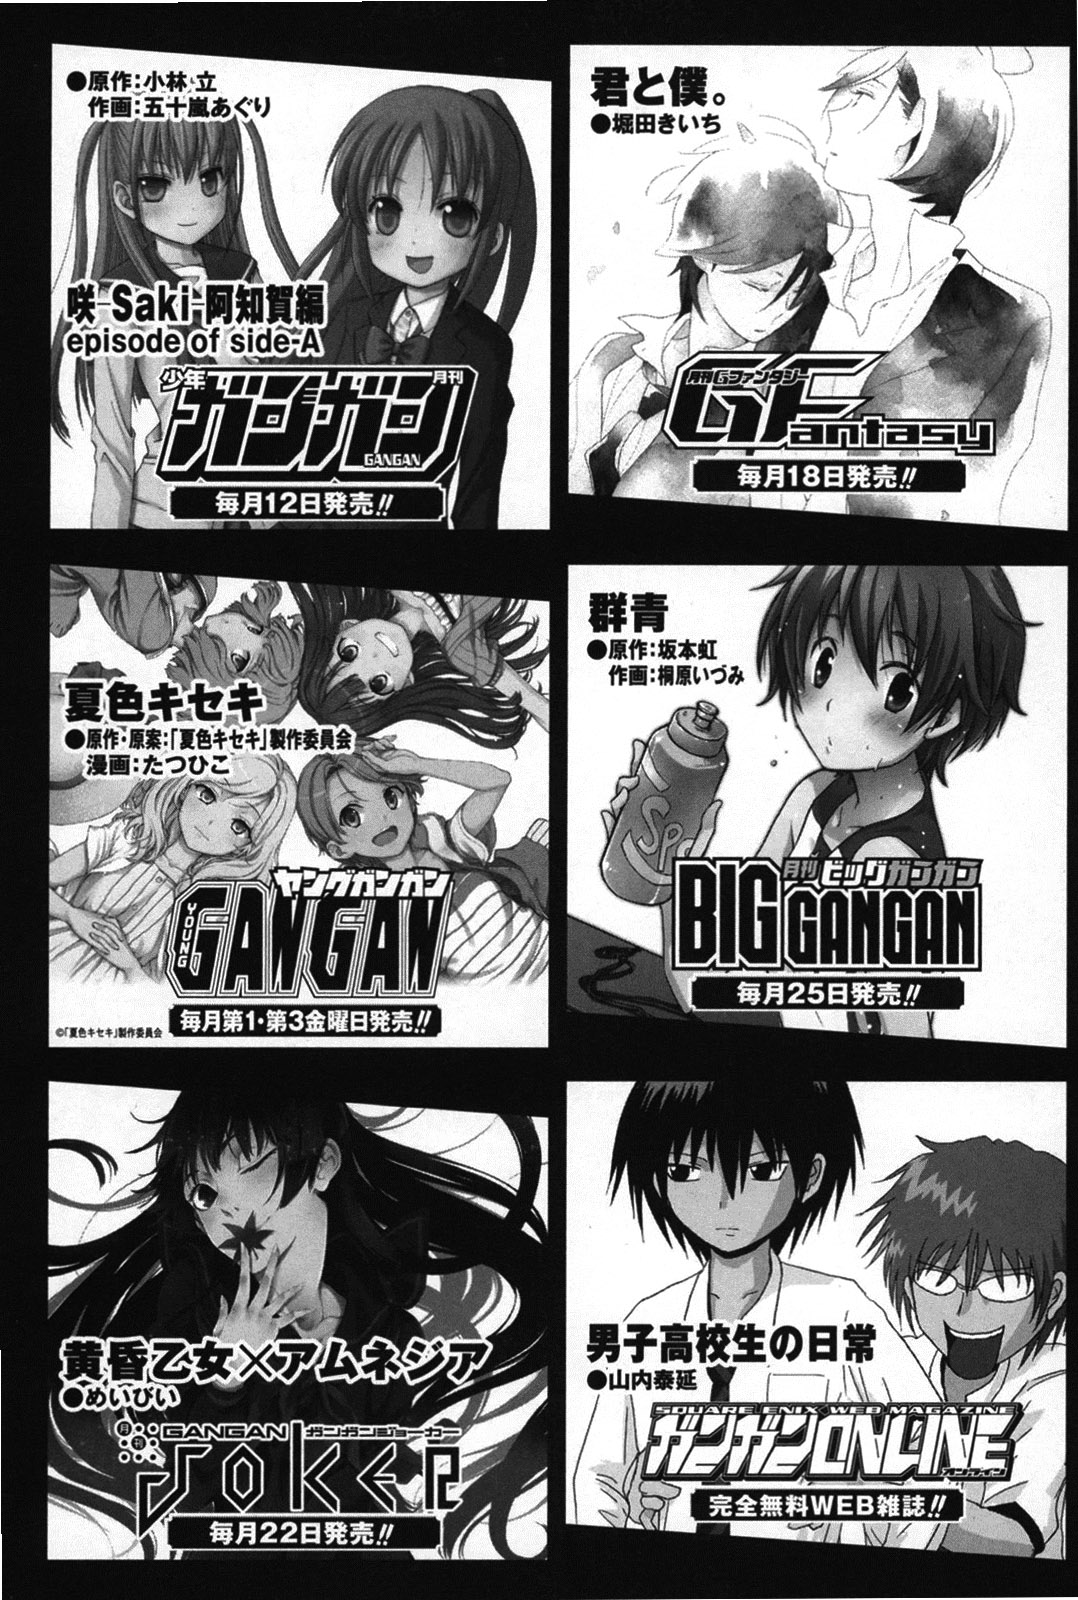 ●原作：小林 立
作画：五十嵐あぐり
咲-Saki-阿知賀編
episode of side-A
月刊
少年
ガンガン
GANGAN
毎月12日発売!!
君と僕。
●堀田きいち
月刊Gファンタジー
GFantasy
毎月18日発売!!
夏色キセキ
●原作・原案：「夏色キセキ」製作委員会
漫画：たつひこ
ヤングガンガン
YOUNG
GANGAN
毎月第1・第3金曜日発売!!
©「夏色キセキ」製作委員会
群青
●原作：坂本虹
作画：桐原いづみ
Spo
月刊ビッグガンガン
BIG GANGAN
毎月25日発売!!
黄昏乙女×アムネジア
●めいびい
月刊
GANGAN ガンガンジョーカー
JOKER
毎月22日発売!!
男子高校生の日常
●山内泰延
SQUARE ENIX WEB MAGAZINE
ガンガンONLINE
オンライン
完全無料WEB雑誌!!